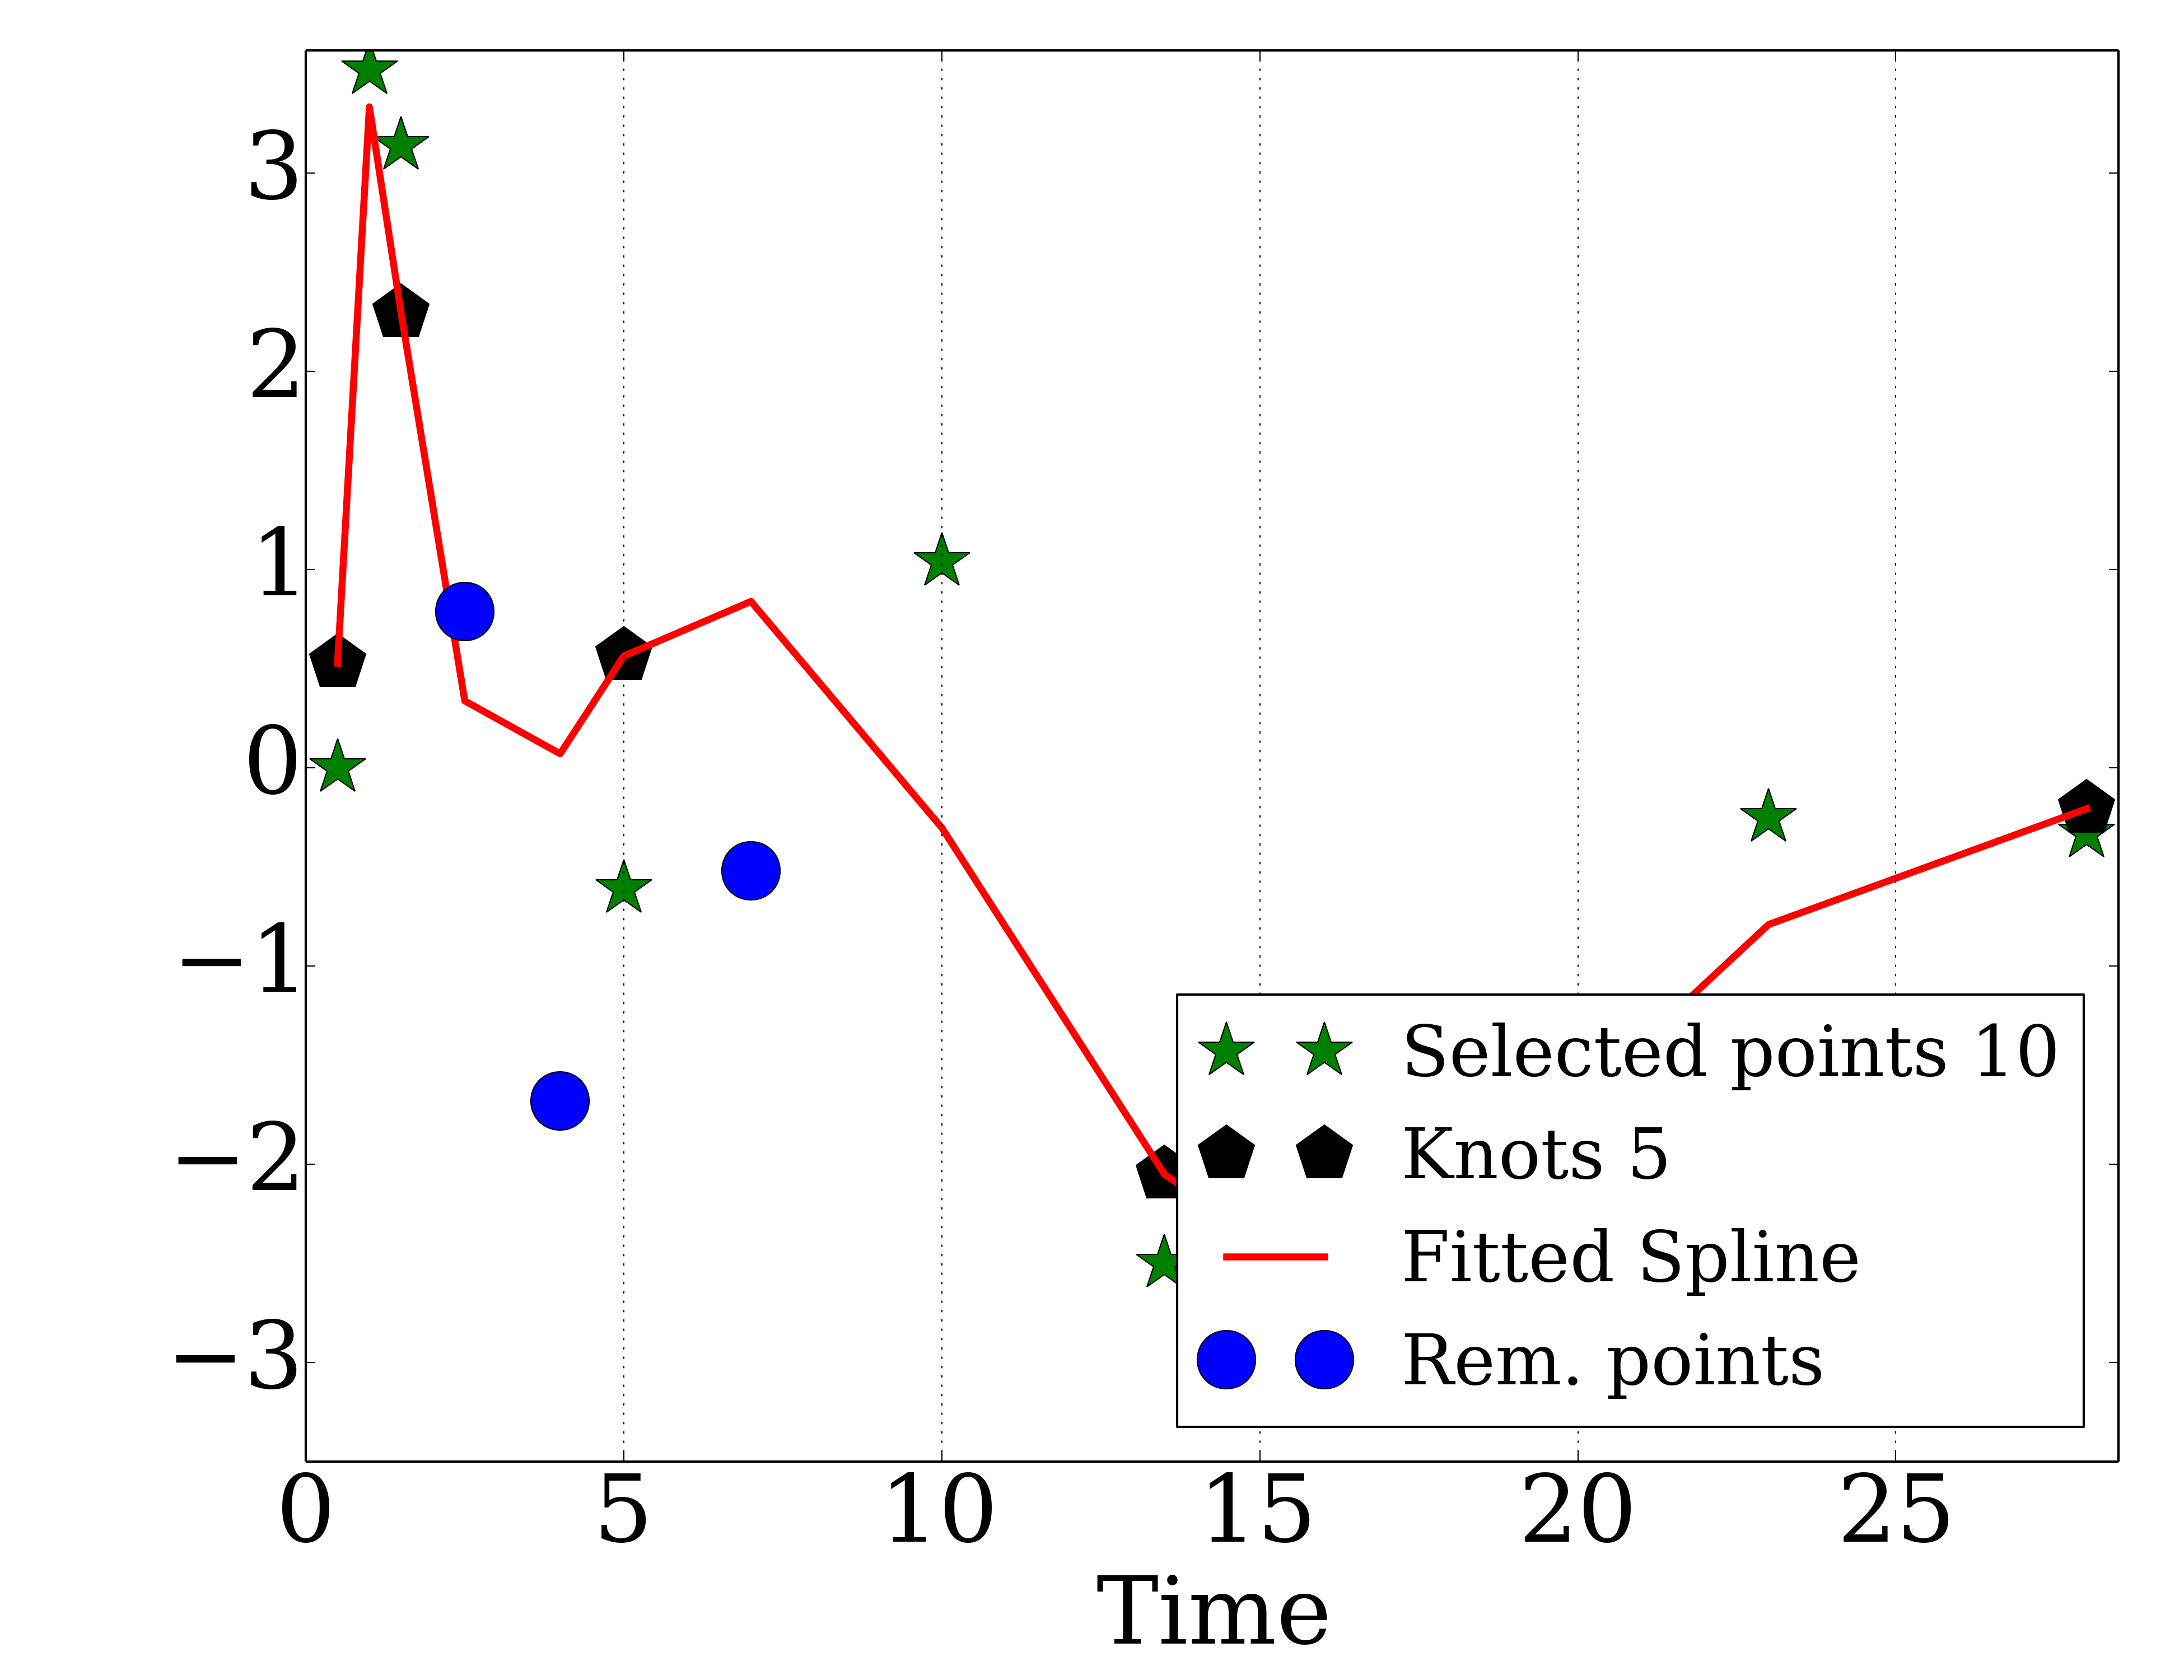 3
2
1
0
−1
−2
−3
Selected points 10
Knots 5
Fitted Spline
Rem. points
0 5 10 15 20 25
Time